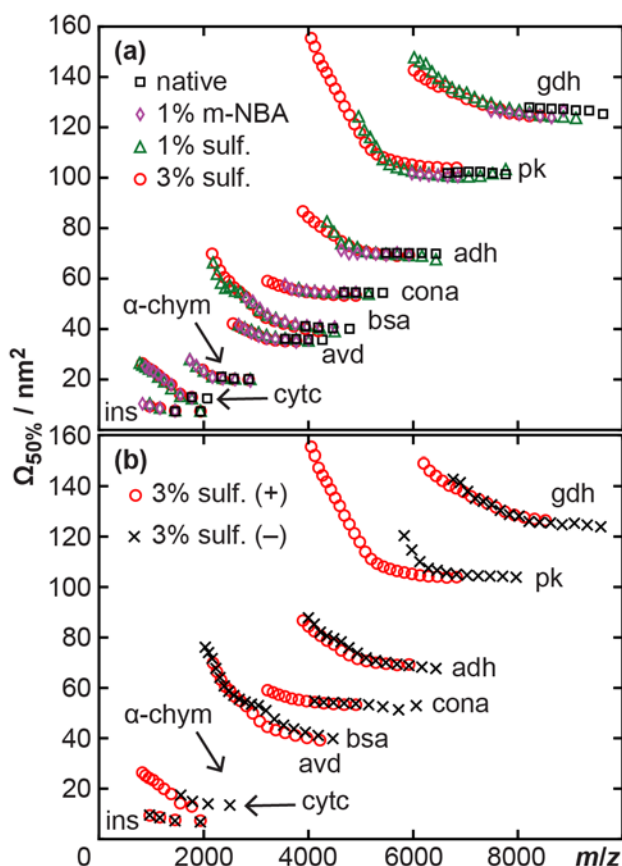 Ω50% / nm²
160
140
120
100
80
60
40
20
0
(a)
native
1% m-NBA
1% sulf.
3% sulf.
gdh
pk
adh
cona
bsa
avd
α-chym
cytc
ins
160
140
120
100
80
60
40
20
0
(b)
3% sulf. (+)
3% sulf. (–)
gdh
pk
adh
cona
bsa
avd
α-chym
cytc
ins
0 2000 4000 6000 8000 m/z